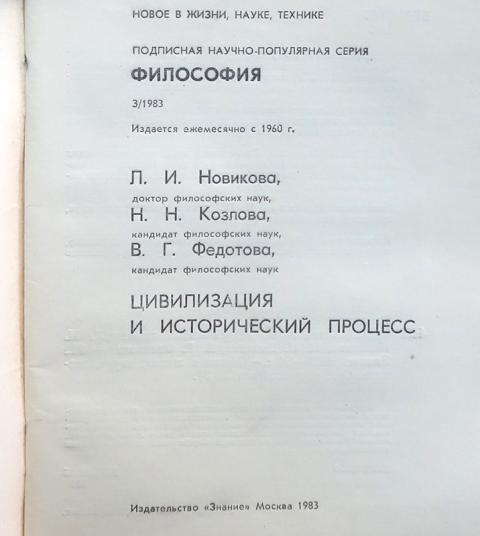 НОВОЕ В ЖИЗНИ, НАУКЕ, ТЕХНИКЕ
ПОДПИСНАЯ НАУЧНО-ПОПУЛЯРНАЯ СЕРИЯ
ФИЛОСОФИЯ
3/1983
Издается ежемесячно с 1960 г.
Л. И. Новикова,
доктор философских наук,
Н. Н. Козлова,
кандидат философских наук,
В. Г. Федотова,
кандидат философских наук
ЦИВИЛИЗАЦИЯ
И ИСТОРИЧЕСКИЙ ПРОЦЕСС
Издательство «Знание» Москва 1983